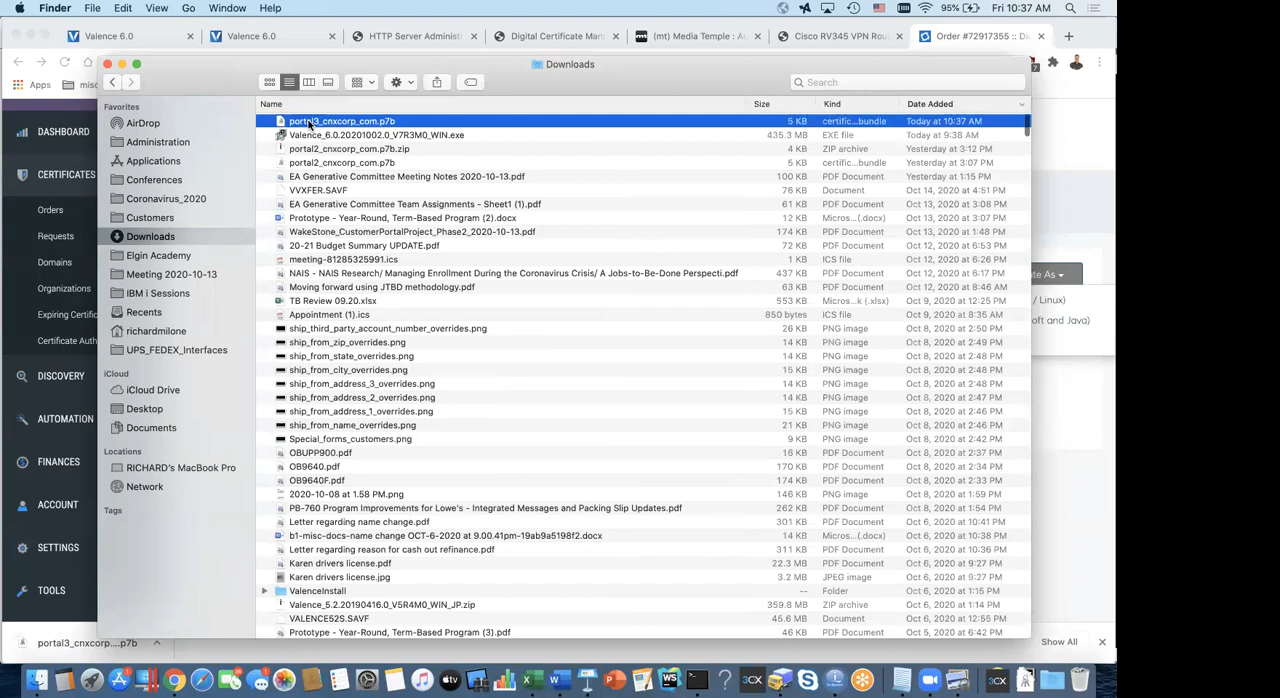 Finder File Edit View Go Window Help 95% Fri 10:37 AM
Valence 6.0 Valence 6.0 HTTP Server Administ Digital Certificate Man (mt) Media Temple : A Cisco RV345 VPN Rou Order #72917355 :: Di
Apps misc
Downloads
Search
DASHBOARD
CERTIFICATES
Orders
Requests
Domains
Organizations
Expiring Certific
Certificate Auth
DISCOVERY
AUTOMATION
FINANCES
ACCOUNT
SETTINGS
TOOLS
Favorites
AirDrop
Administration
Applications
Conferences
Coronavirus_2020
Customers
Downloads
Elgin Academy
Meeting 2020-10-13
IBM i Sessions
Recents
richardmilone
UPS_FEDEX_Interfaces
iCloud
iCloud Drive
Desktop
Documents
Locations
RICHARD's MacBook Pro
Network
Tags
Name Size Kind Date Added
portal3_cnxcorp_com.p7b 5 KB certific...bundle Today at 10:37 AM
Valence_6.0.20201002.0_V7R3M0_WIN.exe 435.3 MB EXE file Today at 9:38 AM
portal2_cnxcorp_com.p7b.zip 4 KB ZIP archive Yesterday at 3:12 PM
portal2_cnxcorp_com.p7b 5 KB certific...bundle Yesterday at 3:07 PM
EA Generative Committee Meeting Notes 2020-10-13.pdf 100 KB PDF Document Yesterday at 1:15 PM
VVXFER.SAVF 76 KB Document Oct 14, 2020 at 4:51 PM
EA Generative Committee Team Assignments - Sheet1 (1).pdf 61 KB PDF Document Oct 13, 2020 at 3:08 PM
Prototype - Year-Round, Term-Based Program (2).docx 12 KB Micros...(.docx) Oct 13, 2020 at 3:07 PM
WakeStone_CustomerPortalProject_Phase2_2020-10-13.pdf 174 KB PDF Document Oct 13, 2020 at 1:48 PM
20-21 Budget Summary UPDATE.pdf 72 KB PDF Document Oct 12, 2020 at 6:53 PM
meeting-81285325991.ics 1 KB ICS file Oct 12, 2020 at 6:26 PM
NAIS - NAIS Research/ Managing Enrollment During the Coronavirus Crisis/ A Jobs-to-Be-Done Perspecti.pdf 437 KB PDF Document Oct 12, 2020 at 6:17 PM
Moving forward using JTBD methodology.pdf 63 KB PDF Document Oct 12, 2020 at 8:46 AM
TB Review 09.20.xlsx 553 KB Micros...k (.xlsx) Oct 9, 2020 at 12:25 PM
Appointment (1).ics 850 bytes ICS file Oct 9, 2020 at 8:35 AM
ship_third_party_account_number_overrides.png 26 KB PNG image Oct 8, 2020 at 2:50 PM
ship_from_zip_overrides.png 14 KB PNG image Oct 8, 2020 at 2:49 PM
ship_from_state_overrides.png 14 KB PNG image Oct 8, 2020 at 2:48 PM
ship_from_city_overrides.png 15 KB PNG image Oct 8, 2020 at 2:48 PM
ship_from_address_3_overrides.png 14 KB PNG image Oct 8, 2020 at 2:48 PM
ship_from_address_2_overrides.png 14 KB PNG image Oct 8, 2020 at 2:47 PM
ship_from_address_1_overrides.png 15 KB PNG image Oct 8, 2020 at 2:46 PM
ship_from_name_overrides.png 21 KB PNG image Oct 8, 2020 at 2:46 PM
Special_forms_customers.png 9 KB PNG image Oct 8, 2020 at 2:42 PM
OBUPP900.pdf 16 KB PDF Document Oct 8, 2020 at 2:37 PM
OB9640.pdf 170 KB PDF Document Oct 8, 2020 at 2:34 PM
OB9640F.pdf 174 KB PDF Document Oct 8, 2020 at 2:33 PM
2020-10-08 at 1.58 PM.png 146 KB PNG image Oct 8, 2020 at 1:59 PM
PB-760 Program Improvements for Lowe's - Integrated Messages and Packing Slip Updates.pdf 262 KB PDF Document Oct 8, 2020 at 1:54 PM
Letter regarding name change.pdf 301 KB PDF Document Oct 6, 2020 at 10:41 PM
b1-misc-docs-name change OCT-6-2020 at 9.00.41pm-19ab9a5198f2.docx 14 KB Micros...(.docx) Oct 6, 2020 at 10:38 PM
Letter regarding reason for cash out refinance.pdf 311 KB PDF Document Oct 6, 2020 at 10:36 PM
Karen drivers license.pdf 22.3 MB PDF Document Oct 6, 2020 at 9:27 PM
Karen drivers license.jpg 3.2 MB JPEG image Oct 6, 2020 at 9:27 PM
ValenceInstall -- Folder Oct 6, 2020 at 1:15 PM
Valence_5.2.20190416.0_V5R4M0_WIN_JP.zip 359.8 MB ZIP archive Oct 6, 2020 at 1:14 PM
VALENCE52S.SAVF 45.6 MB Document Oct 6, 2020 at 12:55 PM
Prototype - Year-Round, Term-Based Program (3).pdf 46 KB PDF Document Oct 5, 2020 at 6:42 PM
te As
/ Linux)
oft and Java)
portal3_cnxcorp....p7b
Show All